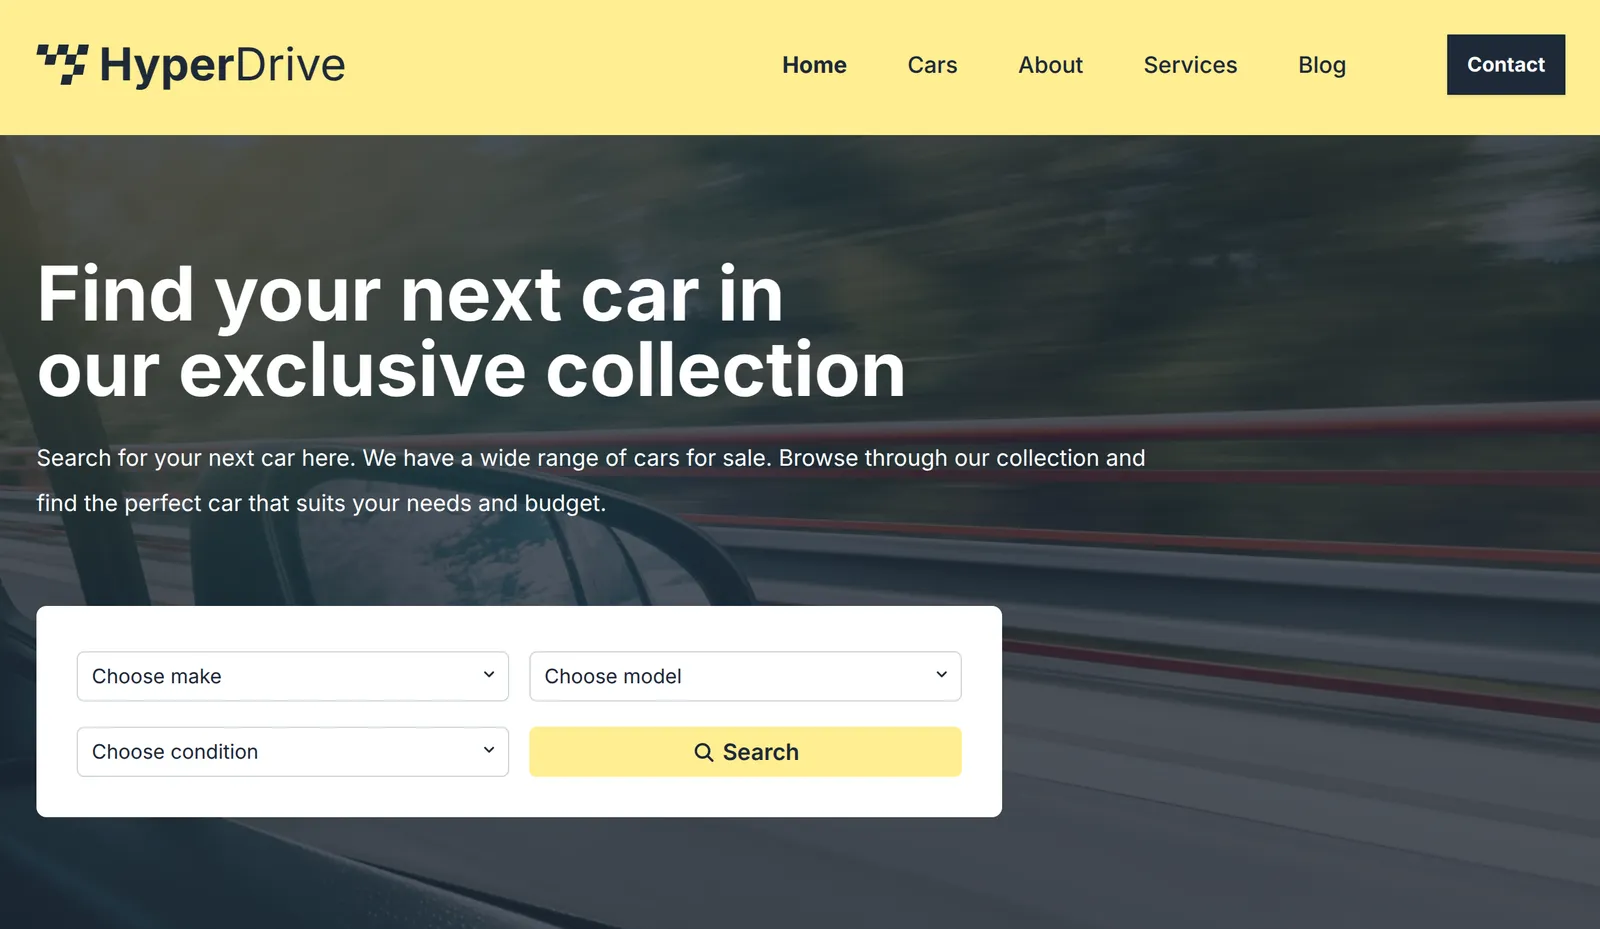 HyperDrive
Home
Cars
About
Services
Blog
Contact
Find your next car in
our exclusive collection
Search for your next car here. We have a wide range of cars for sale. Browse through our collection and
find the perfect car that suits your needs and budget.
Choose make
Choose model
Choose condition
Search